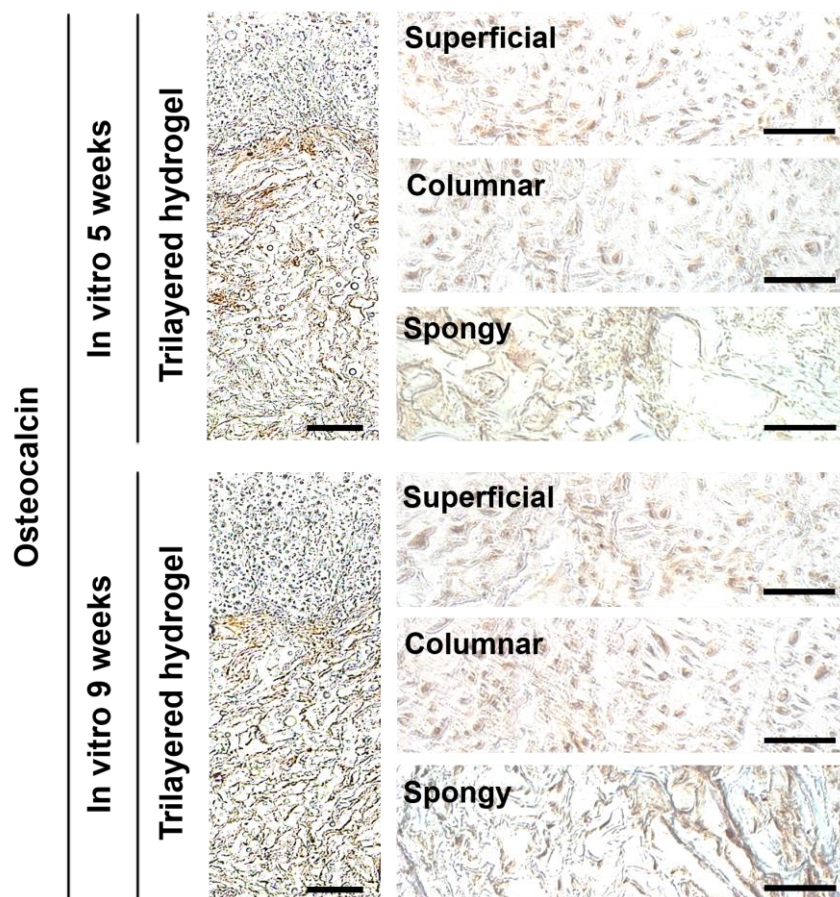 Osteocalcin
In vitro 5 weeks
Trilayered hydrogel
Superficial
Columnar
Spongy
In vitro 9 weeks
Trilayered hydrogel
Superficial
Columnar
Spongy